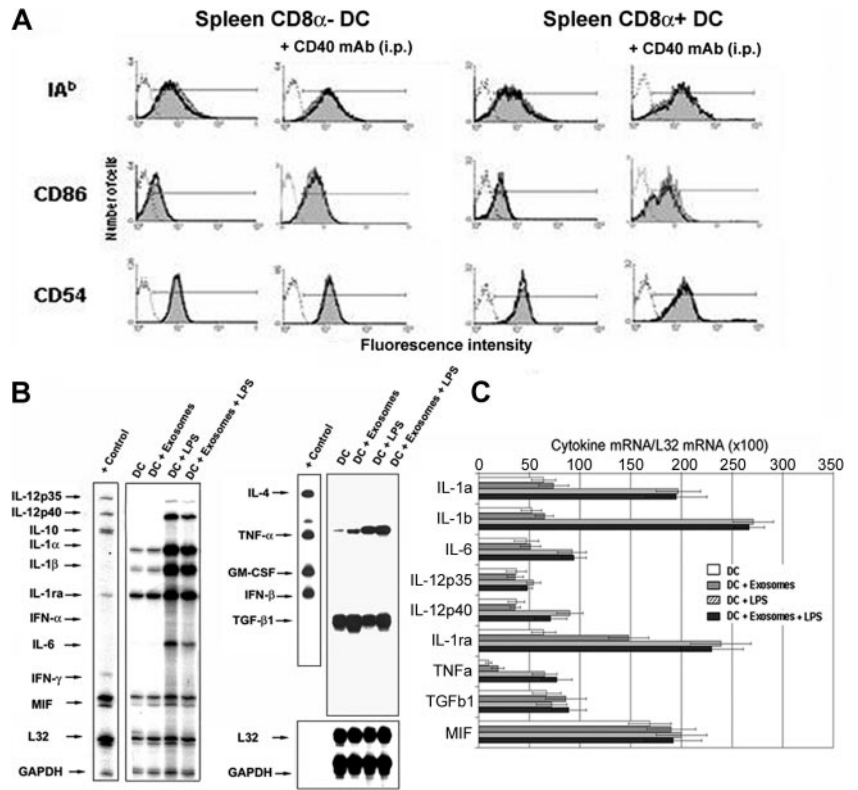 A
Spleen CD8α- DC
Spleen CD8α+ DC
+ CD40 mAb (i.p.)
+ CD40 mAb (i.p.)
IAb
CD86
CD54
Number of cells
Fluorescence intensity
B
+ Control
DC
DC + Exosomes
DC + LPS
DC + Exosomes + LPS
IL-12p35
IL-12p40
IL-10
IL-1α
IL-1β
IL-1ra
IFN-α
IL-6
IFN-γ
MIF
L32
GAPDH
+ Control
DC
DC + Exosomes
DC + LPS
DC + Exosomes + LPS
IL-4
TNF-α
GM-CSF
IFN-β
TGF-β1
L32
GAPDH
C
Cytokine mRNA/L32 mRNA (x100)
0 50 100 150 200 250 300 350
IL-1a
IL-1b
IL-6
IL-12p35
IL-12p40
IL-1ra
TNFa
TGFb1
MIF
DC
DC + Exosomes
DC + LPS
DC + Exosomes + LPS